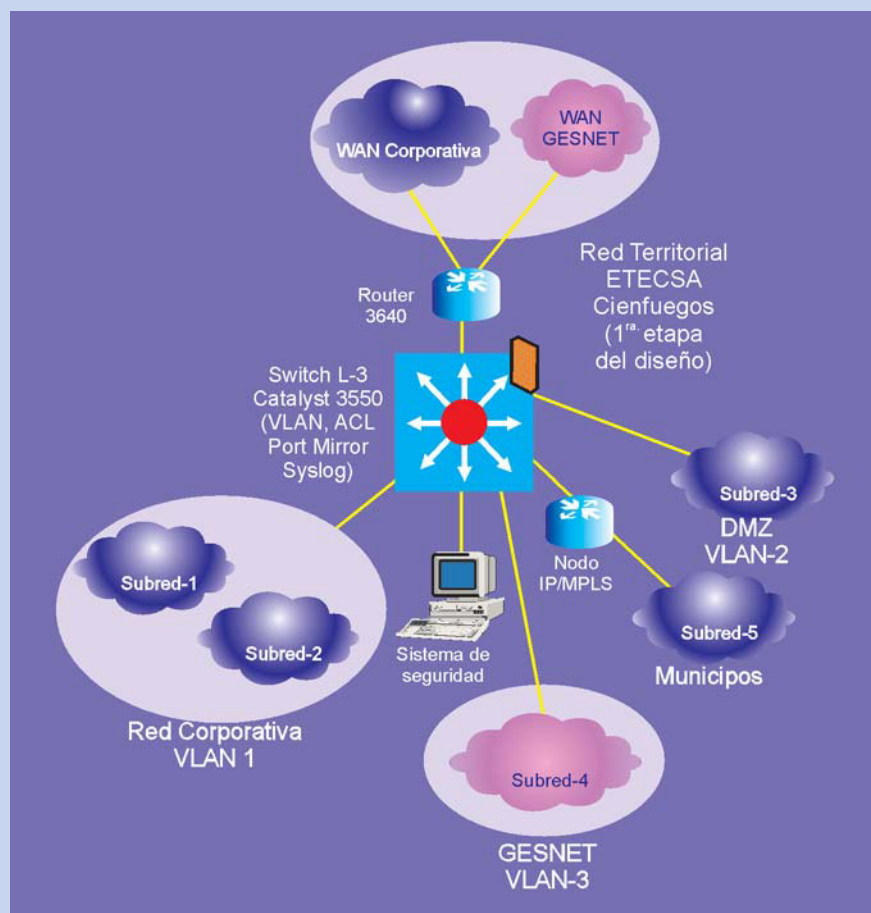 WAN Corporativa
WAN
GESNET
Red Territorial
ETECSA
Cienfuegos
(1ra. etapa
del diseño)
Router
3640
Switch L-3
Catalyst 3550
(VLAN, ACL
Port Mirror
Syslog)
Subred-3
DMZ
VLAN-2
Nodo
IP/MPLS
Subred-1
Subred-2
Red Corporativa
VLAN 1
Sistema de
seguridad
Subred-5
Municipos
Subred-4
GESNET
VLAN-3